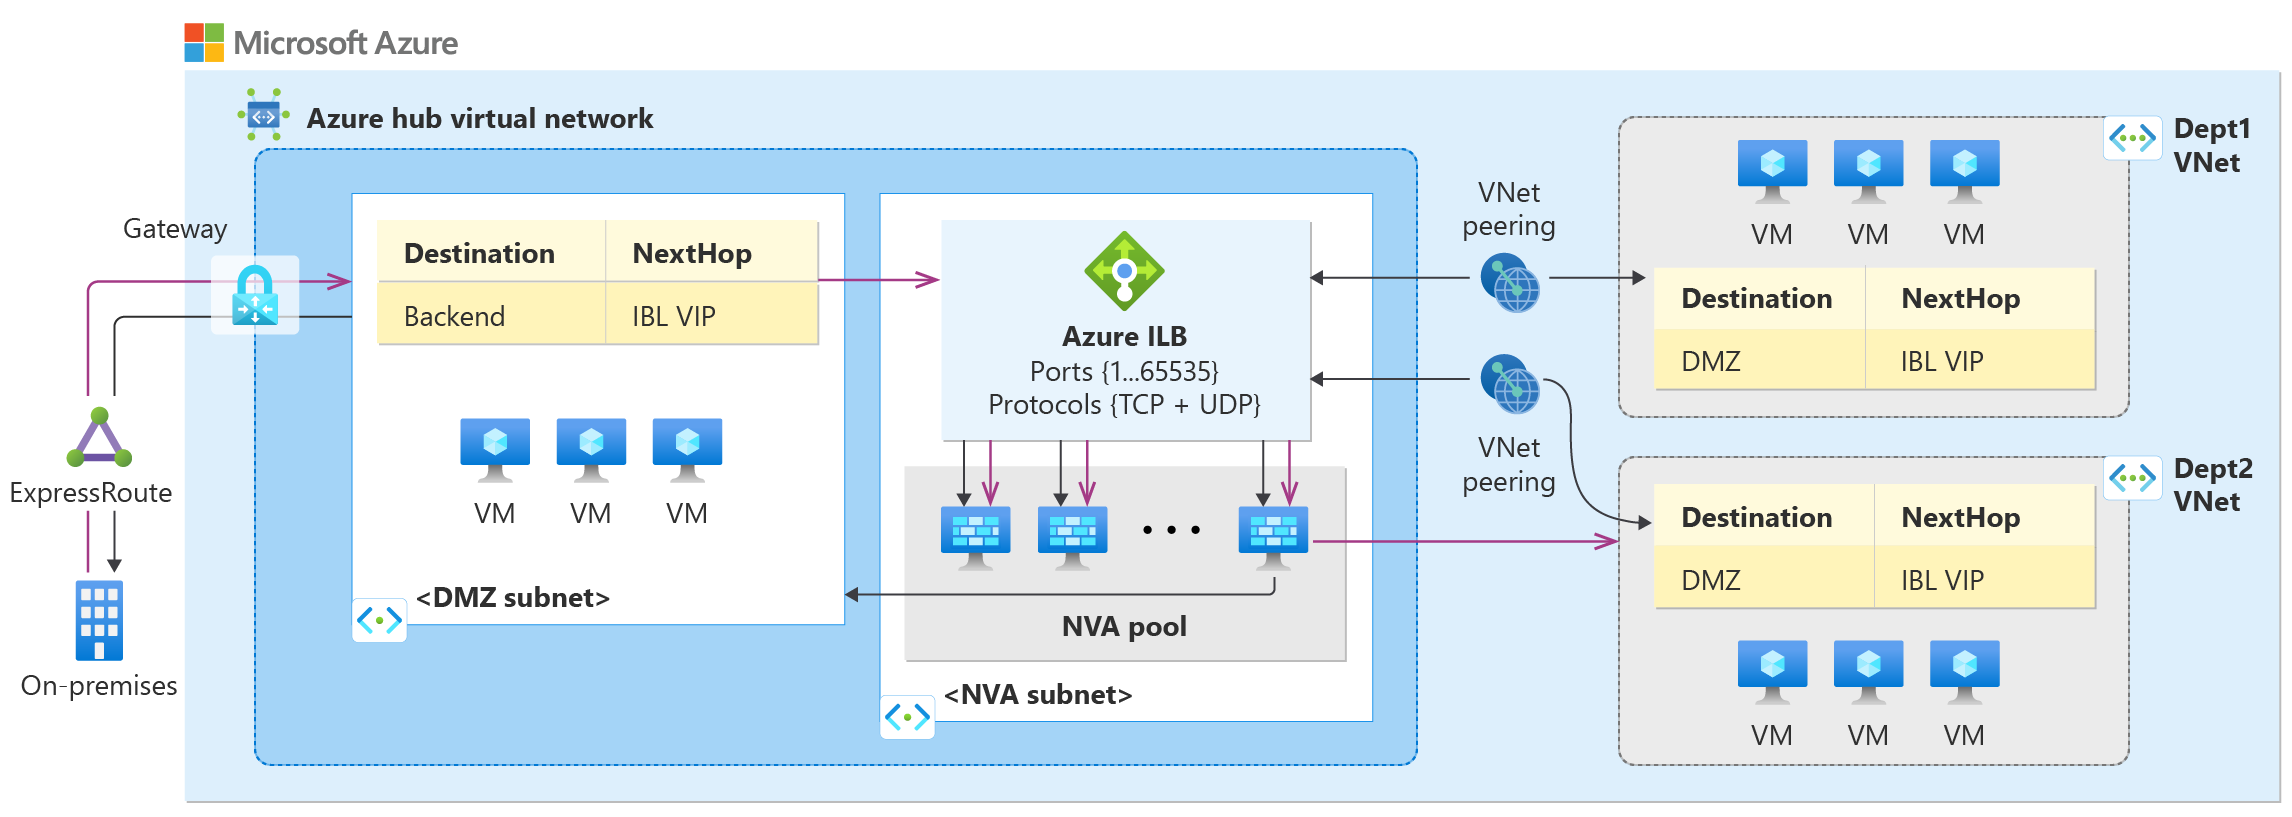 Microsoft Azure
Azure hub virtual network
Gateway
ExpressRoute
On-premises
Destination NextHop
Backend IBL VIP
VM VM VM
<DMZ subnet>
Azure ILB
Ports {1...65535}
Protocols {TCP + UDP}
• • •
NVA pool
<NVA subnet>
VNet
peering
VNet
peering
Dept1
VNet
VM VM VM
Destination NextHop
DMZ IBL VIP
Dept2
VNet
Destination NextHop
DMZ IBL VIP
VM VM VM